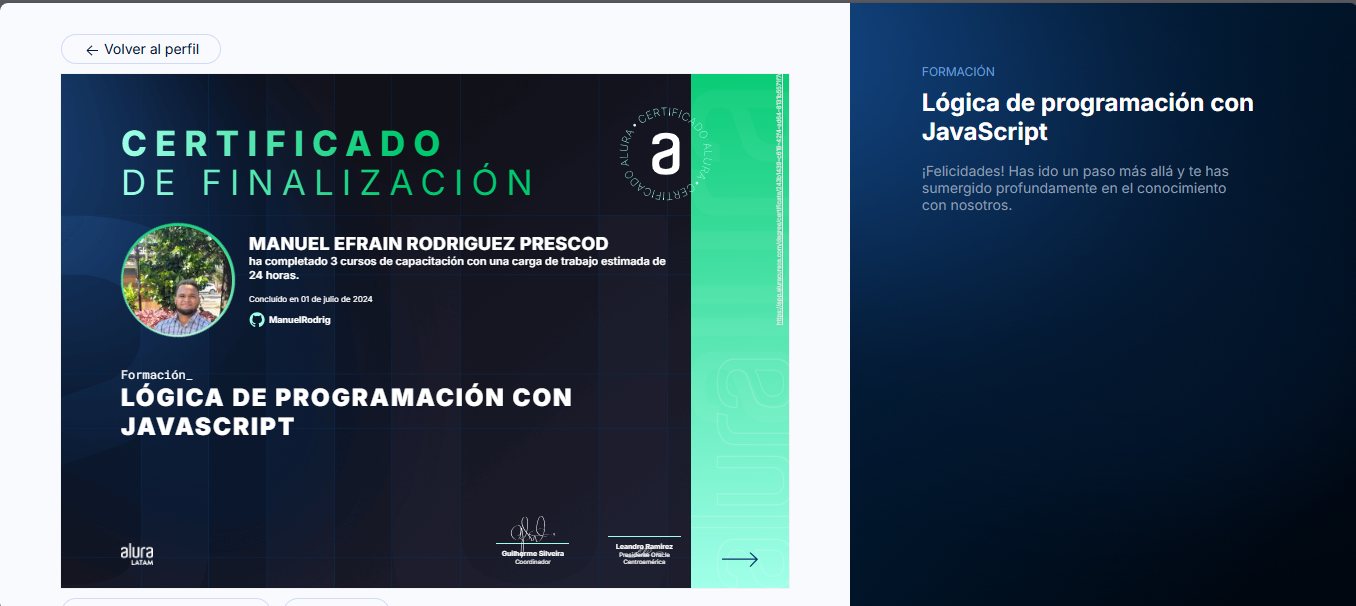 ← Volver al perfil
CERTIFICADO
DE FINALIZACIÓN
CERTIFICADO ALURA • CERTIFICADO ALURA •
a
MANUEL EFRAIN RODRIGUEZ PRESCOD
ha completado 3 cursos de capacitación con una carga de trabajo estimada de
24 horas.
Concluído en 01 de julio de 2024
ManuelRodrig
Formación_
LÓGICA DE PROGRAMACIÓN CON
JAVASCRIPT
alura
LATAM
Guilherme Silveira
Coordinador
Leandro Ramirez
Presidente Oracle
Centroamérica
alura
FORMACIÓN
Lógica de programación con
JavaScript
¡Felicidades! Has ido un paso más allá y te has
sumergido profundamente en el conocimiento
con nosotros.